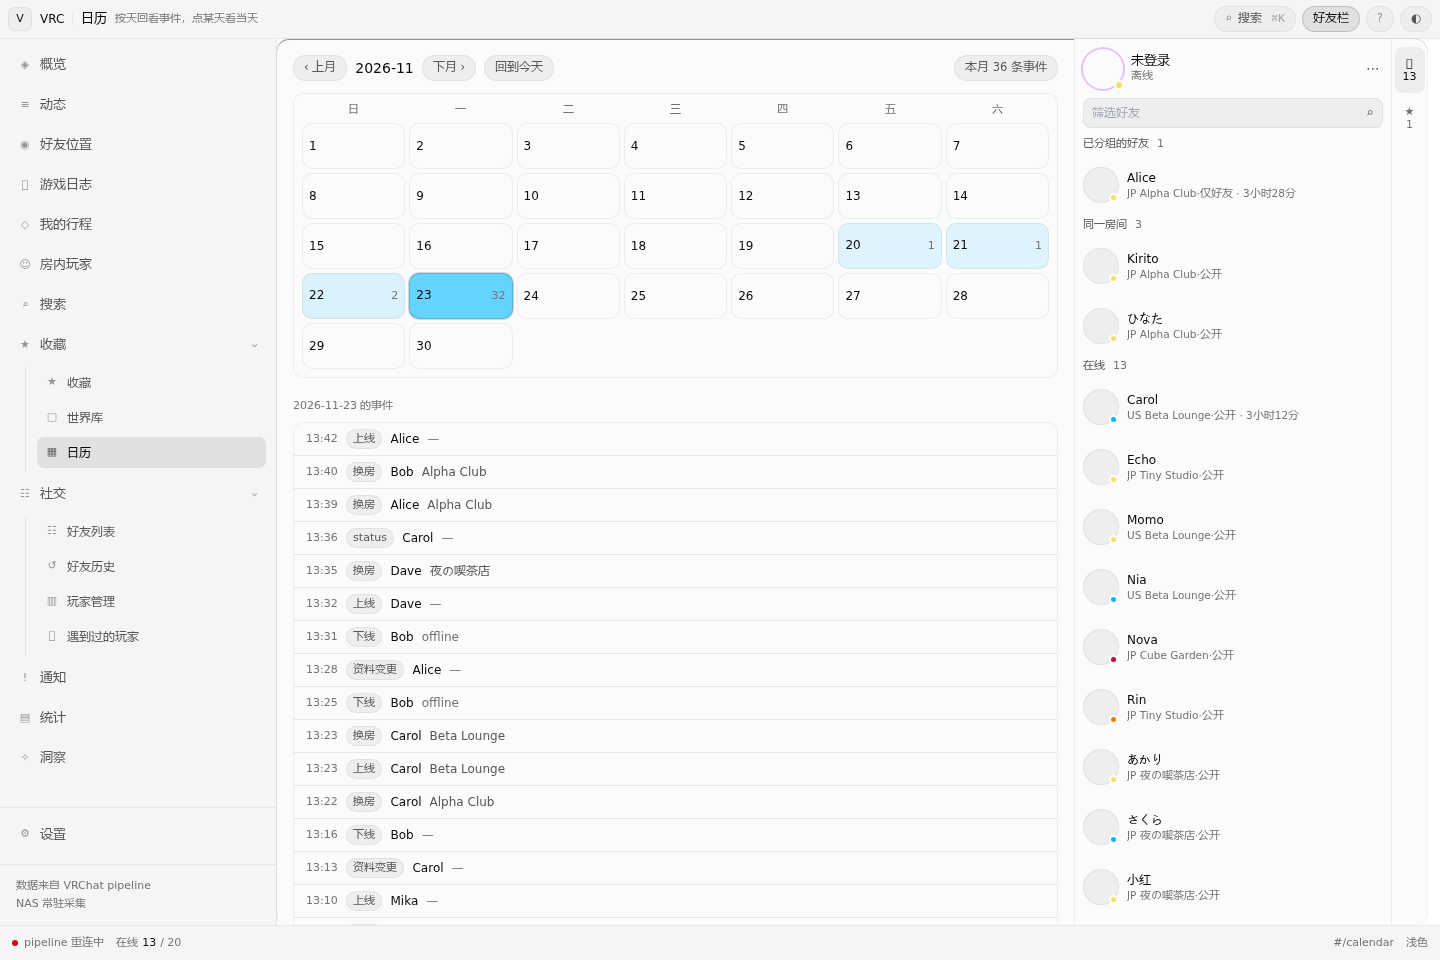 V VRC 日历 按天回看事件，点某天看当天
搜索 ⌘K 好友栏 ?
概览
动态
好友位置
游戏日志
我的行程
房内玩家
搜索
收藏
收藏
世界库
日历
社交
好友列表
好友历史
玩家管理
遇到过的玩家
通知
统计
洞察
设置
数据来自 VRChat pipeline
NAS 常驻采集
‹ 上月 2026-11 下月 › 回到今天 本月 36 条事件
日 一 二 三 四 五 六
1 2 3 4 5 6 7
8 9 10 11 12 13 14
15 16 17 18 19 20 1 21 1
22 2 23 32 24 25 26 27 28
29 30
2026-11-23 的事件
13:42 上线 Alice —
13:40 换房 Bob Alpha Club
13:39 换房 Alice Alpha Club
13:36 status Carol —
13:35 换房 Dave 夜の喫茶店
13:32 上线 Dave —
13:31 下线 Bob offline
13:28 资料变更 Alice —
13:25 下线 Bob offline
13:23 换房 Carol Beta Lounge
13:23 上线 Carol Beta Lounge
13:22 换房 Carol Alpha Club
13:16 下线 Bob —
13:13 资料变更 Carol —
13:10 上线 Mika —
未登录
离线
…
筛选好友
已分组的好友 1
Alice
JP Alpha Club·仅好友 · 3小时28分
同一房间 3
Kirito
JP Alpha Club·公开
ひなた
JP Alpha Club·公开
在线 13
Carol
US Beta Lounge·公开 · 3小时12分
Echo
JP Tiny Studio·公开
Momo
US Beta Lounge·公开
Nia
US Beta Lounge·公开
Nova
JP Cube Garden·公开
Rin
JP Tiny Studio·公开
あかり
JP 夜の喫茶店·公开
さくら
JP 夜の喫茶店·公开
小红
JP 夜の喫茶店·公开
13
★
1
pipeline 重连中 在线 13 / 20
#/calendar 浅色